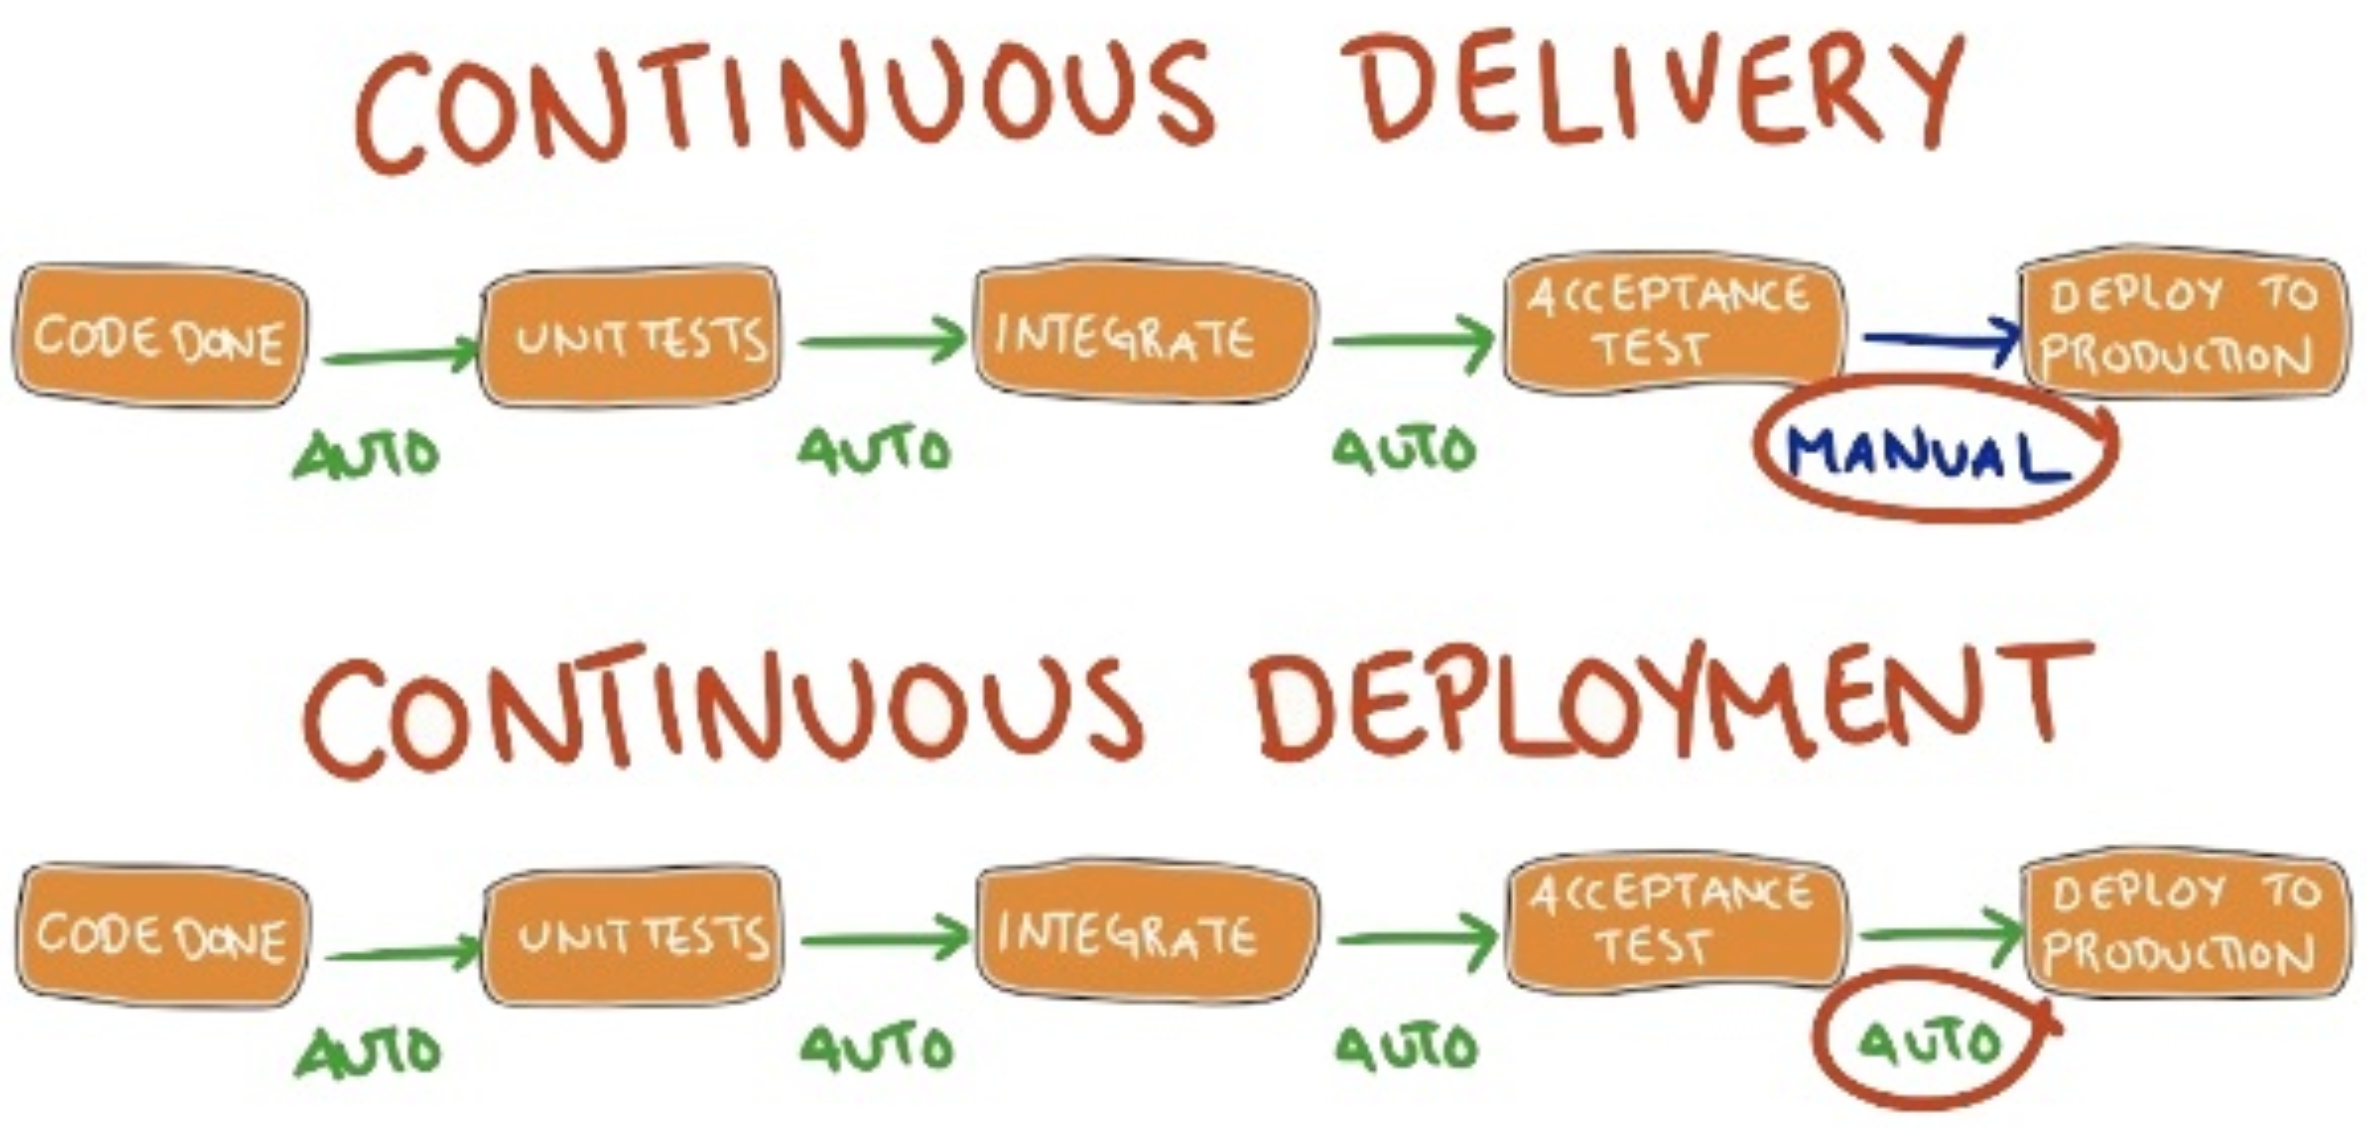 CONTINUOUS DELIVERY
CODE DONE
UNIT TESTS
INTEGRATE
ACCEPTANCE
TEST
DEPLOY TO
PRODUCTION
AUTO
AUTO
AUTO
MANUAL
CONTINUOUS DEPLOYMENT
CODE DONE
UNIT TESTS
INTEGRATE
ACCEPTANCE
TEST
DEPLOY TO
PRODUCTION
AUTO
AUTO
AUTO
AUTO